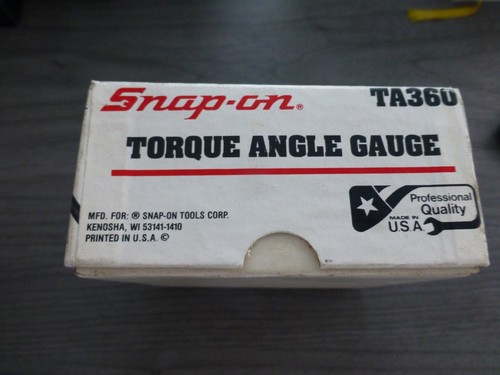 Snap-on® TA360
TORQUE ANGLE GAUGE
MFD. FOR: ® SNAP-ON TOOLS CORP.
KENOSHA, WI 53141-1410
PRINTED IN U.S.A. ©
Professional
Quality
MADE IN
U.S.A.